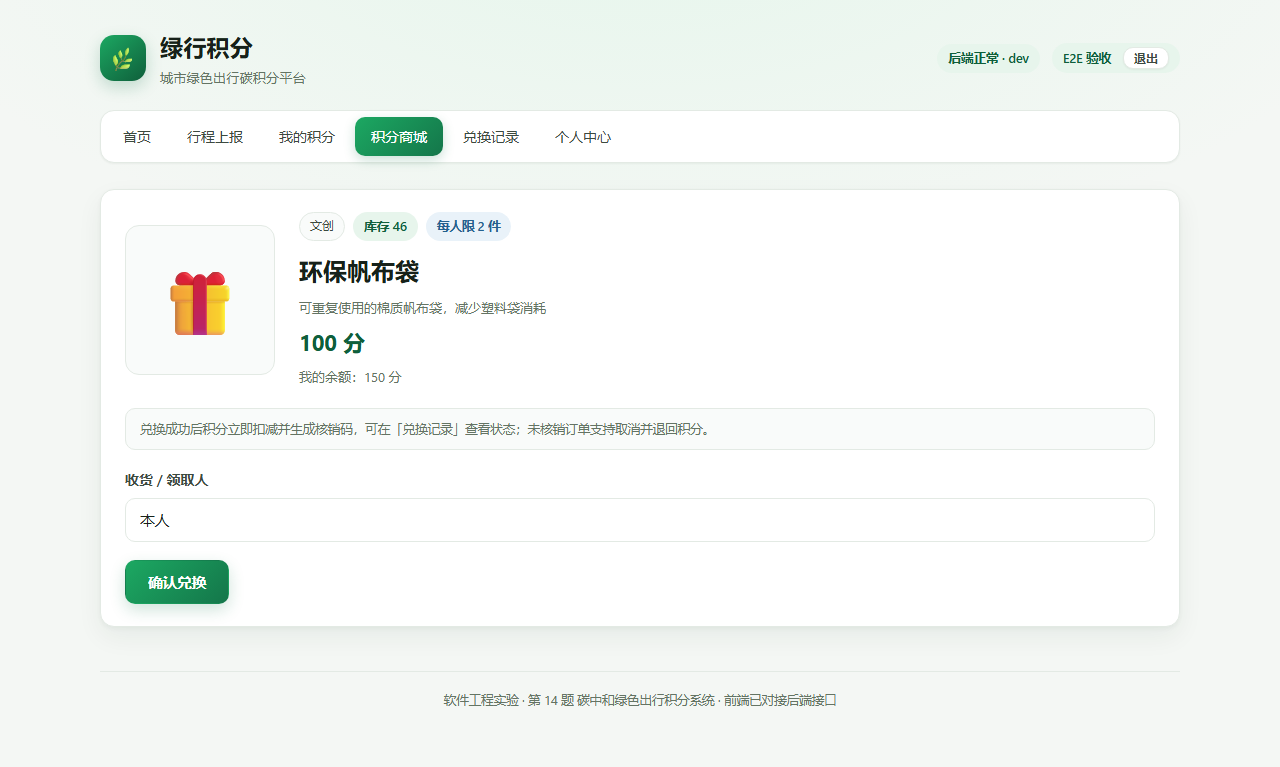 绿行积分
城市绿色出行碳积分平台
后端正常 · dev
E2E 验收
退出
首页
行程上报
我的积分
积分商城
兑换记录
个人中心
文创
库存 46
每人限 2 件
环保帆布袋
可重复使用的棉质帆布袋，减少塑料袋消耗
100 分
我的余额：150 分
兑换成功后积分立即扣减并生成核销码，可在「兑换记录」查看状态；未核销订单支持取消并退回积分。
收货 / 领取人
本人
确认兑换
软件工程实验 · 第 14 题 碳中和绿色出行积分系统 · 前端已对接后端接口